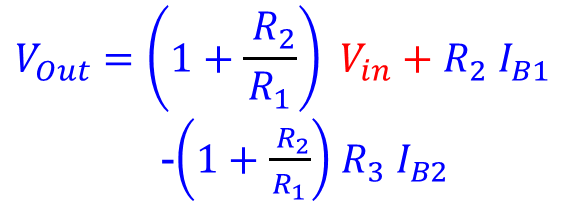 V_Out = (1 + R_2/R_1) V_in + R_2 I_B1
-(1 + R_2/R_1) R_3 I_B2